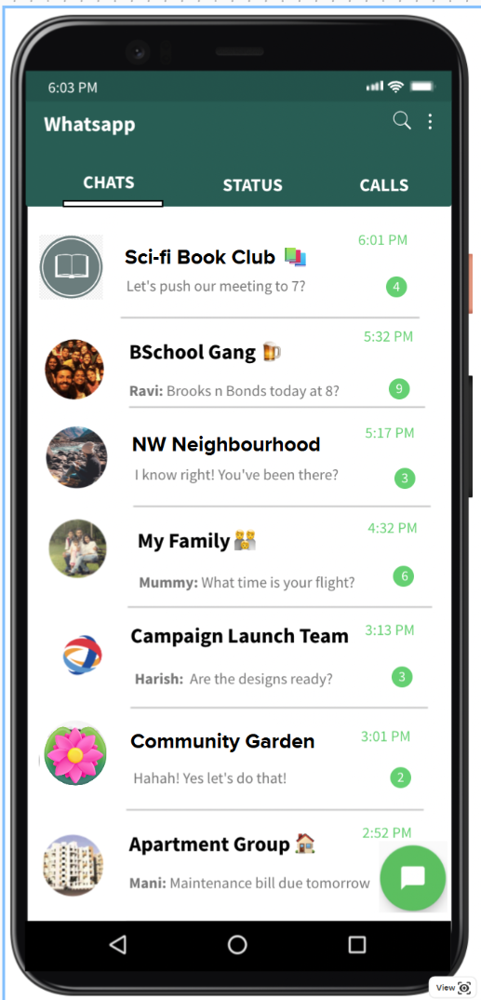 6:03 PM
Whatsapp
CHATS STATUS CALLS
6:01 PM
Sci-fi Book Club
Let's push our meeting to 7?
4
5:32 PM
BSchool Gang
Ravi: Brooks n Bonds today at 8?
9
5:17 PM
NW Neighbourhood
I know right! You've been there?
3
4:32 PM
My Family
Mummy: What time is your flight?
6
3:13 PM
Campaign Launch Team
Harish: Are the designs ready?
3
3:01 PM
Community Garden
Hahah! Yes let's do that!
2
2:52 PM
Apartment Group
Mani: Maintenance bill due tomorrow
View